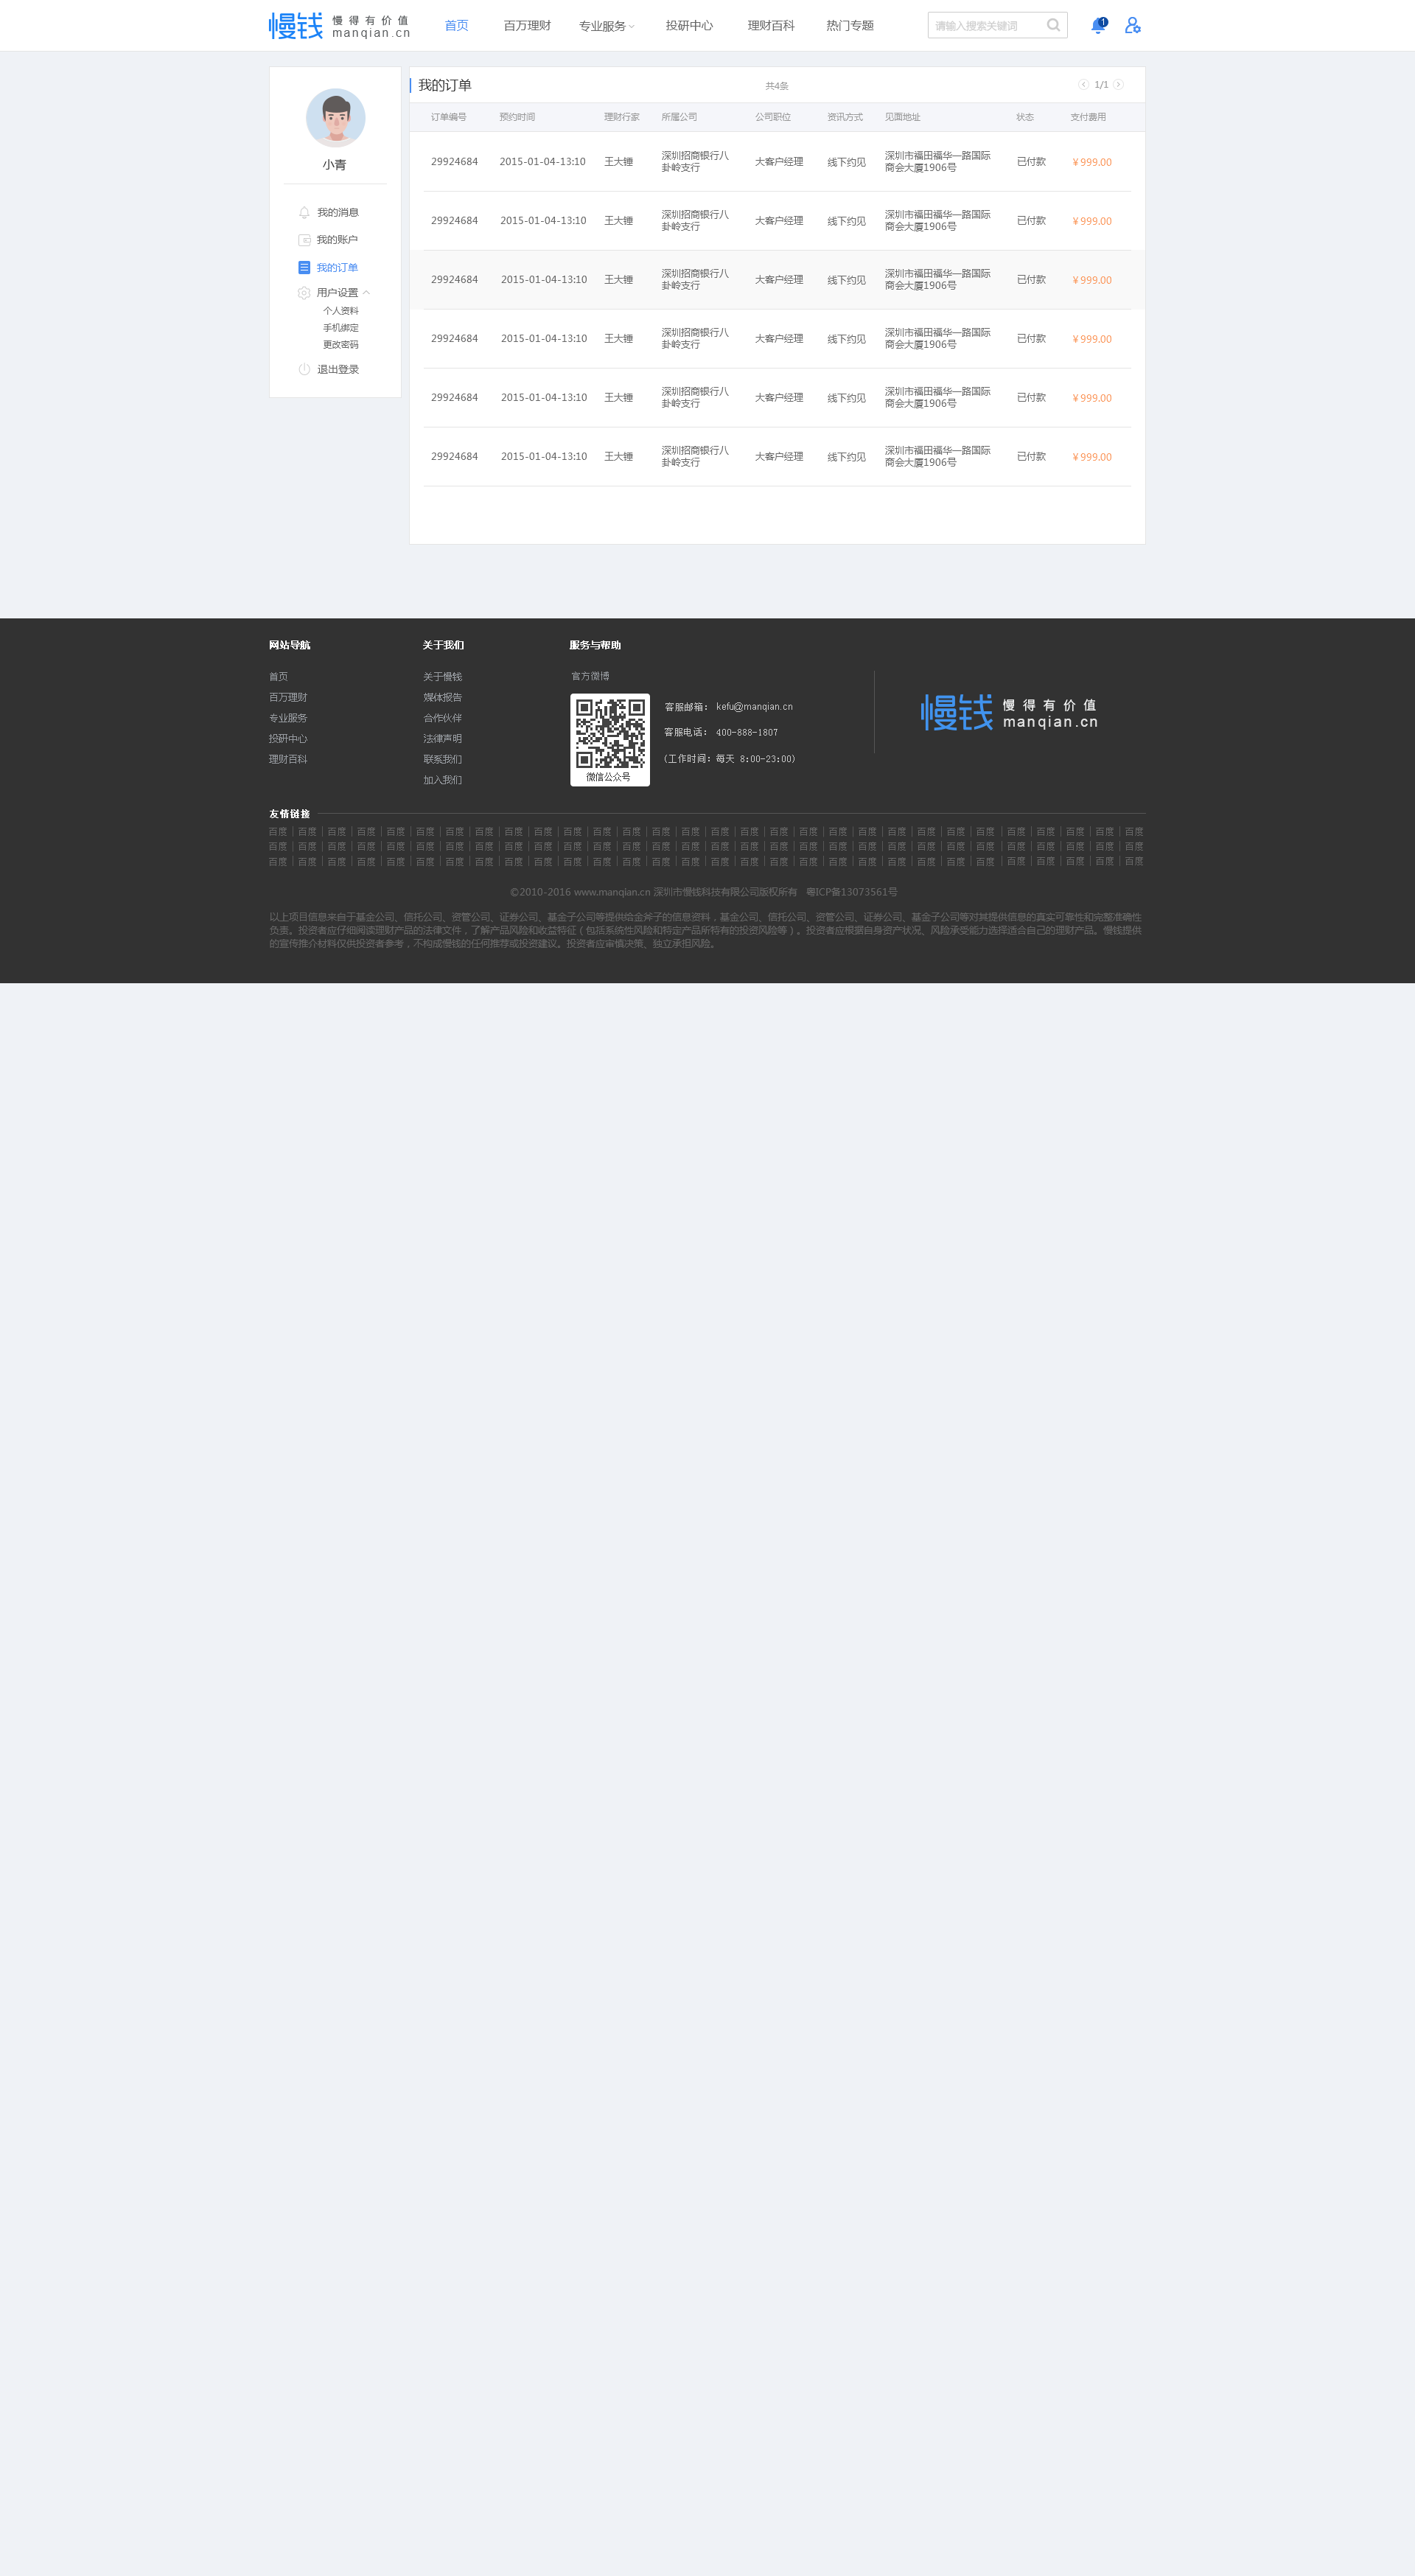 慢钱 慢得有价值 manqian.cn 首页 百万理财 专业服务 投研中心 理财百科 热门专题 请输入搜索关键词 1
小青
我的消息
我的账户
我的订单
用户设置
个人资料
手机绑定
更改密码
退出登录
我的订单 共4条 1/1
订单编号 预约时间 理财行家 所属公司 公司职位 资讯方式 见面地址 状态 支付费用
29924684 2015-01-04-13:10 王大锤 深圳招商银行八卦岭支行 大客户经理 线下约见 深圳市福田福华一路国际商会大厦1906号 已付款 ¥999.00
29924684 2015-01-04-13:10 王大锤 深圳招商银行八卦岭支行 大客户经理 线下约见 深圳市福田福华一路国际商会大厦1906号 已付款 ¥999.00
29924684 2015-01-04-13:10 王大锤 深圳招商银行八卦岭支行 大客户经理 线下约见 深圳市福田福华一路国际商会大厦1906号 已付款 ¥999.00
29924684 2015-01-04-13:10 王大锤 深圳招商银行八卦岭支行 大客户经理 线下约见 深圳市福田福华一路国际商会大厦1906号 已付款 ¥999.00
29924684 2015-01-04-13:10 王大锤 深圳招商银行八卦岭支行 大客户经理 线下约见 深圳市福田福华一路国际商会大厦1906号 已付款 ¥999.00
29924684 2015-01-04-13:10 王大锤 深圳招商银行八卦岭支行 大客户经理 线下约见 深圳市福田福华一路国际商会大厦1906号 已付款 ¥999.00
网站导航
首页
百万理财
专业服务
投研中心
理财百科
关于我们
关于慢钱
媒体报告
合作伙伴
法律声明
联系我们
加入我们
服务与帮助
官方微博
微信公众号
客服邮箱: kefu@manqian.cn
客服电话: 400-888-1807
(工作时间: 每天 8:00-23:00)
慢钱 慢得有价值
manqian.cn
友情链接
百度 | 百度 | 百度 | 百度 | 百度 | 百度 | 百度 | 百度 | 百度 | 百度 | 百度 | 百度 | 百度 | 百度 | 百度 | 百度 | 百度 | 百度 | 百度 | 百度 | 百度 | 百度 | 百度 | 百度 | 百度 | 百度 | 百度 | 百度 | 百度 | 百度
百度 | 百度 | 百度 | 百度 | 百度 | 百度 | 百度 | 百度 | 百度 | 百度 | 百度 | 百度 | 百度 | 百度 | 百度 | 百度 | 百度 | 百度 | 百度 | 百度 | 百度 | 百度 | 百度 | 百度 | 百度 | 百度 | 百度 | 百度 | 百度 | 百度
百度 | 百度 | 百度 | 百度 | 百度 | 百度 | 百度 | 百度 | 百度 | 百度 | 百度 | 百度 | 百度 | 百度 | 百度 | 百度 | 百度 | 百度 | 百度 | 百度 | 百度 | 百度 | 百度 | 百度 | 百度 | 百度 | 百度 | 百度 | 百度 | 百度
©2010-2016 www.manqian.cn 深圳市慢钱科技有限公司版权所有 粤ICP备13073561号
以上项目信息来自于基金公司、信托公司、资管公司、证券公司、基金子公司等提供给金斧子的信息资料，基金公司、信托公司、资管公司、证券公司、基金子公司等对其提供信息的真实可靠性和完整准确性
负责。投资者应仔细阅读理财产品的法律文件，了解产品风险和收益特征（包括系统性风险和特定产品所特有的投资风险等）。投资者应根据自身资产状况、风险承受能力选择适合自己的理财产品。慢钱提供
的宣传推介材料仅供投资者参考，不构成慢钱的任何推荐或投资建议。投资者应审慎决策、独立承担风险。